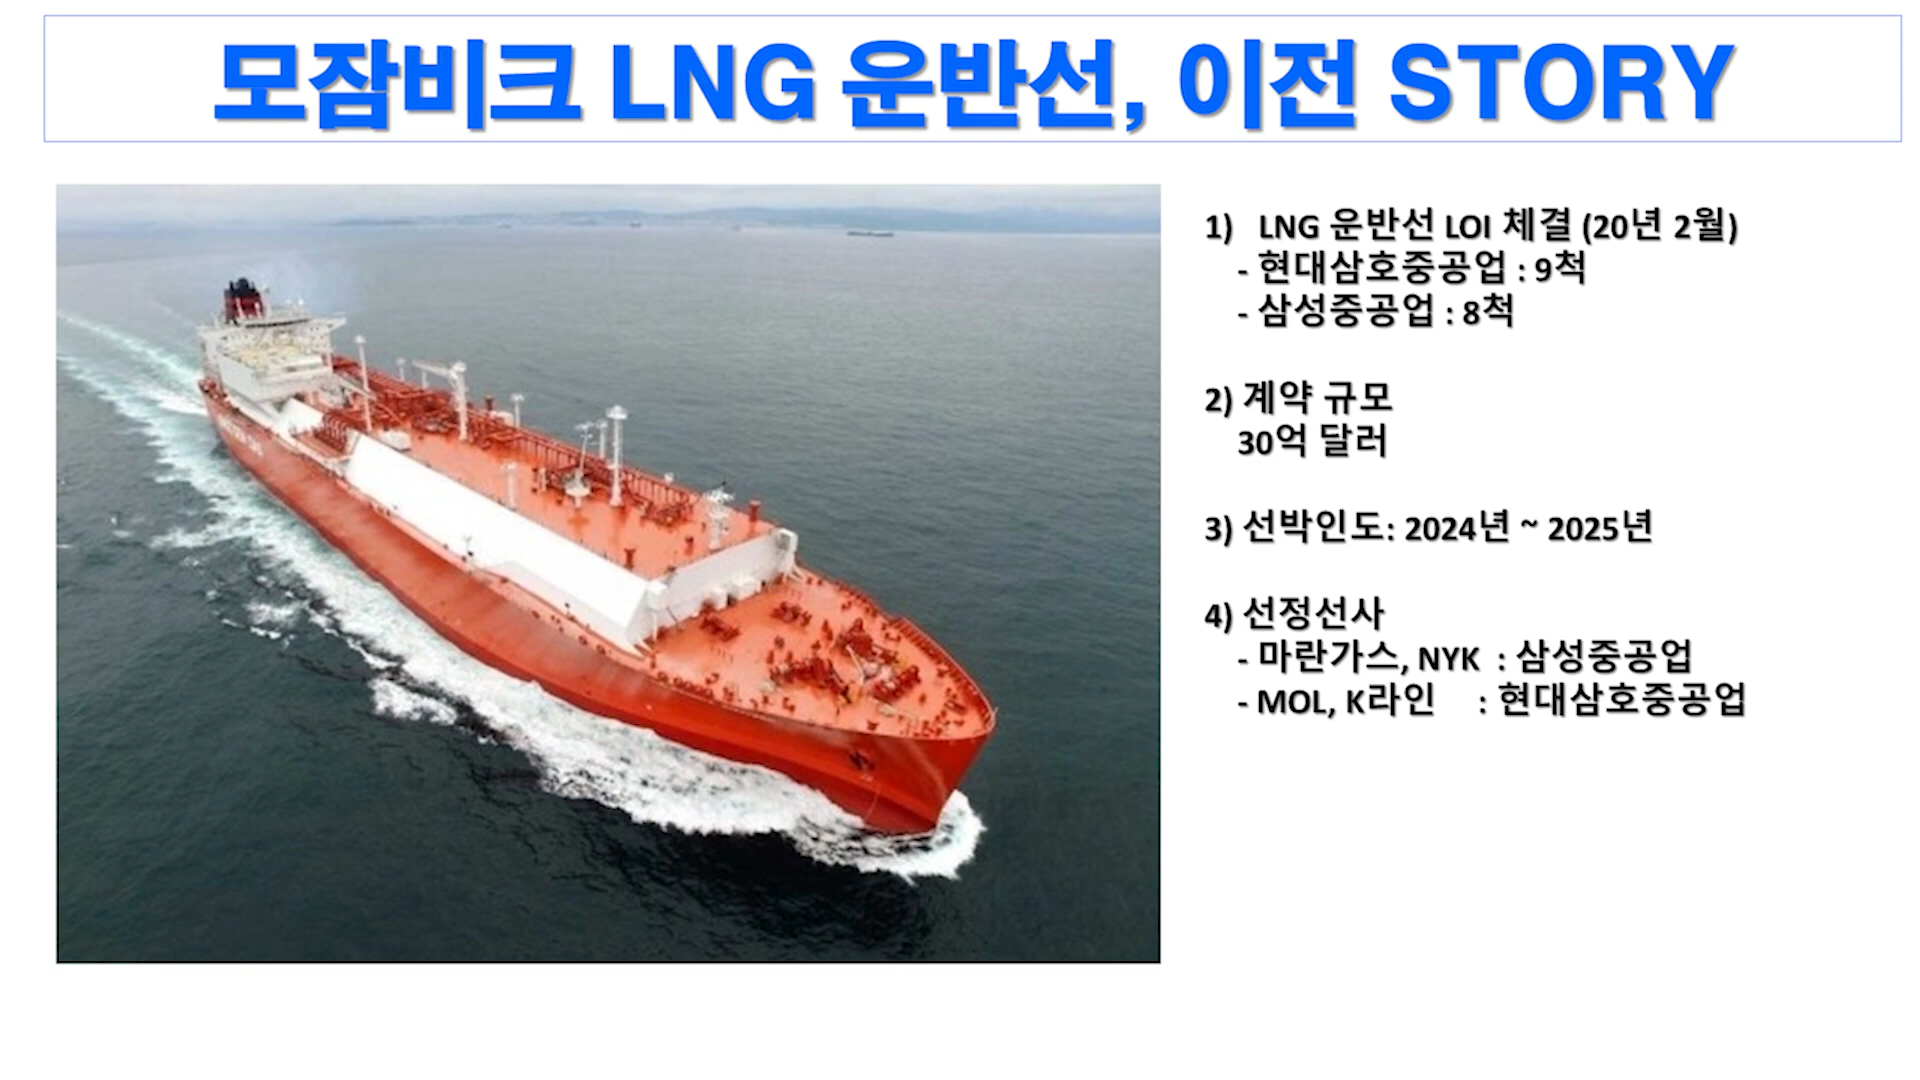 모잠비크 LNG 운반선, 이전 STORY
1) LNG 운반선 LOI 체결 (20년 2월)
- 현대삼호중공업 : 9척
- 삼성중공업 : 8척
2) 계약 규모
30억 달러
3) 선박인도: 2024년 ~ 2025년
4) 선정선사
- 마란가스, NYK : 삼성중공업
- MOL, K라인 : 현대삼호중공업